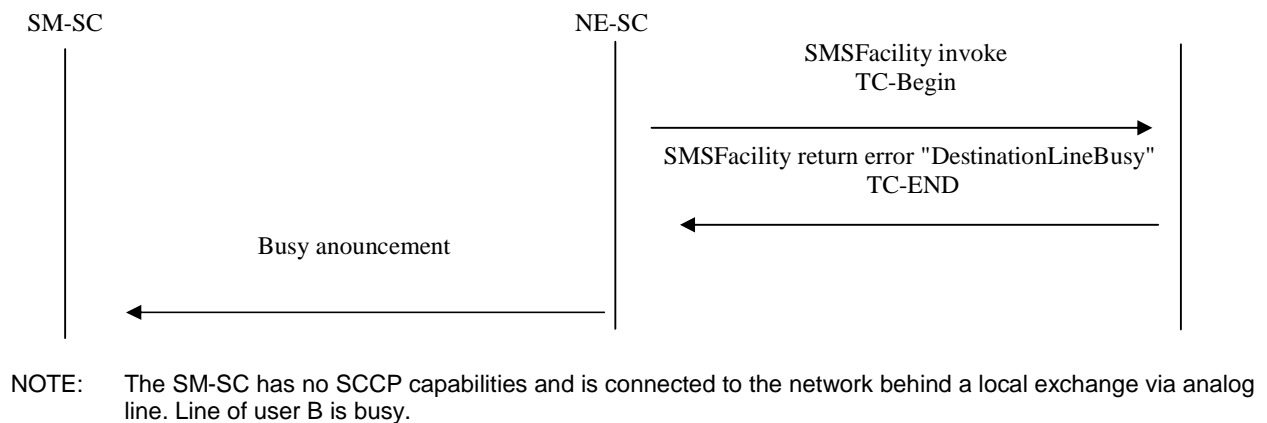 SM-SC
NE-SC
SMSFacility invoke
TC-Begin
SMSFacility return error "DestinationLineBusy"
TC-END
Busy anouncement
NOTE: The SM-SC has no SCCP capabilities and is connected to the network behind a local exchange via analog
line. Line of user B is busy.